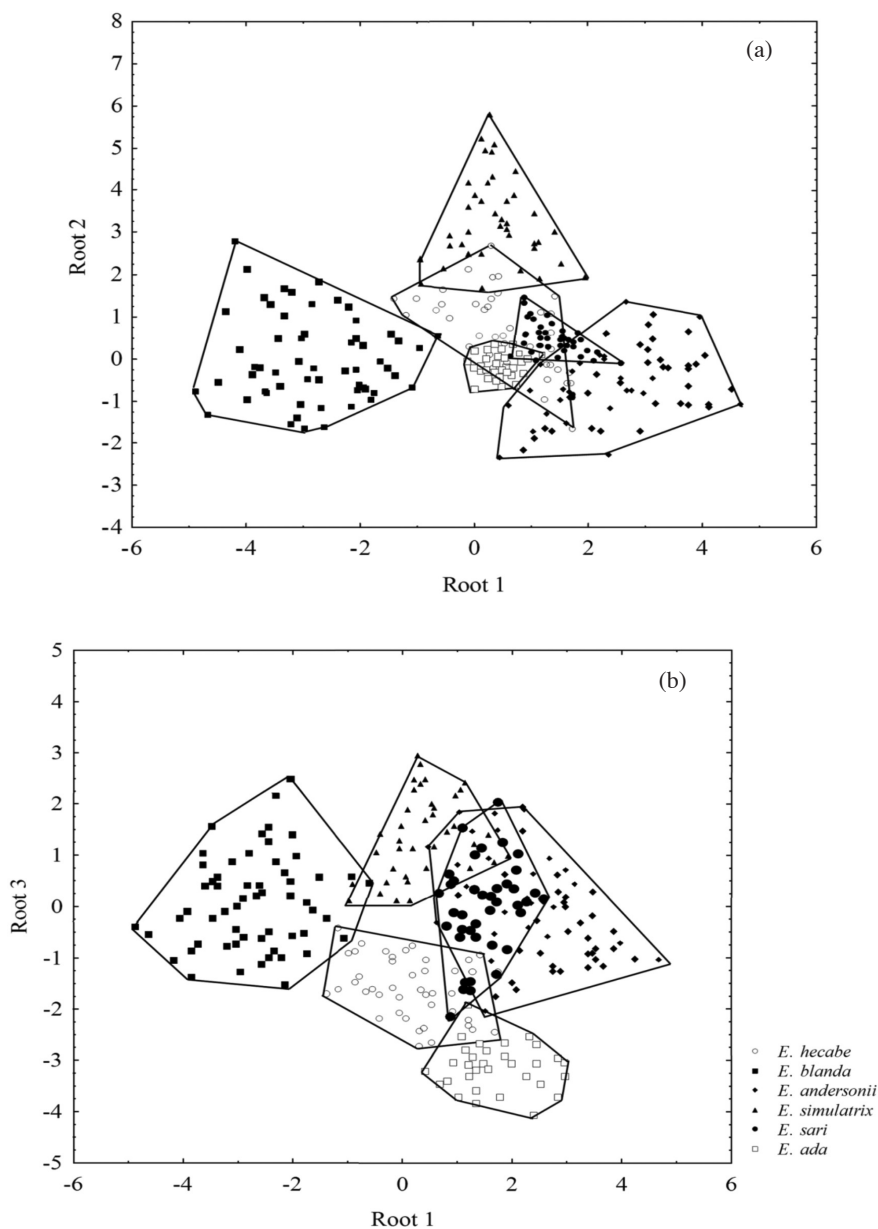 (a)
8
7
6
5
4
3
2
1
0
-1
-2
-3
-4
Root 2
-6 -4 -2 0 2 4 6
Root 1
(b)
5
4
3
2
1
0
-1
-2
-3
-4
-5
Root 3
-6 -4 -2 0 2 4 6
Root 1
E. hecabe
E. blanda
E. andersonii
E. simulatrix
E. sari
E. ada